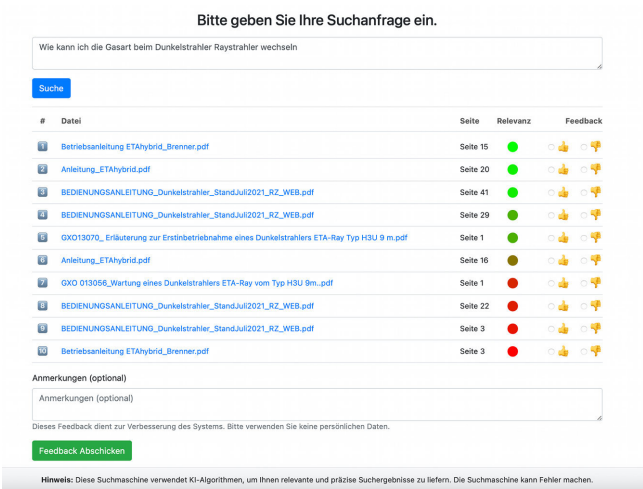 Bitte geben Sie Ihre Suchanfrage ein.
Wie kann ich die Gasart beim Dunkelstrahler Raystrahler wechseln
Suche
# Datei Seite Relevanz Feedback
1 Betriebsanleitung ETAhybrid_Brenner.pdf Seite 15
2 Anleitung_ETAhybrid.pdf Seite 20
3 BEDIENUNGSANLEITUNG_Dunkelstrahler_StandJuli2021_RZ_WEB.pdf Seite 41
4 BEDIENUNGSANLEITUNG_Dunkelstrahler_StandJuli2021_RZ_WEB.pdf Seite 29
5 GXO13070_ Erläuterung zur Erstinbetriebnahme eines Dunkelstrahlers ETA-Ray Typ H3U 9 m.pdf Seite 1
6 Anleitung_ETAhybrid.pdf Seite 16
7 GXO 013056_Wartung eines Dunkelstrahlers ETA-Ray vom Typ H3U 9m..pdf Seite 1
8 BEDIENUNGSANLEITUNG_Dunkelstrahler_StandJuli2021_RZ_WEB.pdf Seite 22
9 BEDIENUNGSANLEITUNG_Dunkelstrahler_StandJuli2021_RZ_WEB.pdf Seite 3
10 Betriebsanleitung ETAhybrid_Brenner.pdf Seite 3
Anmerkungen (optional)
Anmerkungen (optional)
Dieses Feedback dient zur Verbesserung des Systems. Bitte verwenden Sie keine persönlichen Daten.
Feedback Abschicken
Hinweis: Diese Suchmaschine verwendet KI-Algorithmen, um Ihnen relevante und präzise Suchergebnisse zu liefern. Die Suchmaschine kann Fehler machen.